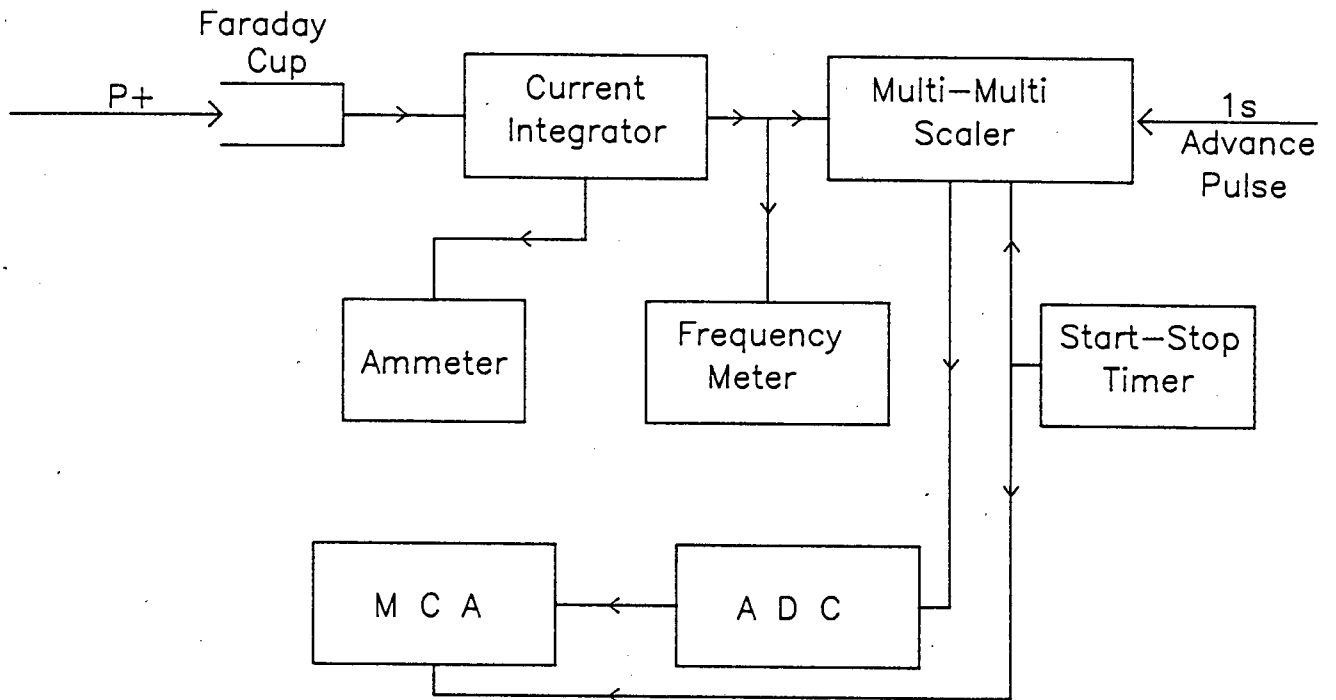 Faraday
Cup
P+
Current
Integrator
Multi-Multi
Scaler
1s
Advance
Pulse
Ammeter
Frequency
Meter
Start-Stop
Timer
M C A
A D C